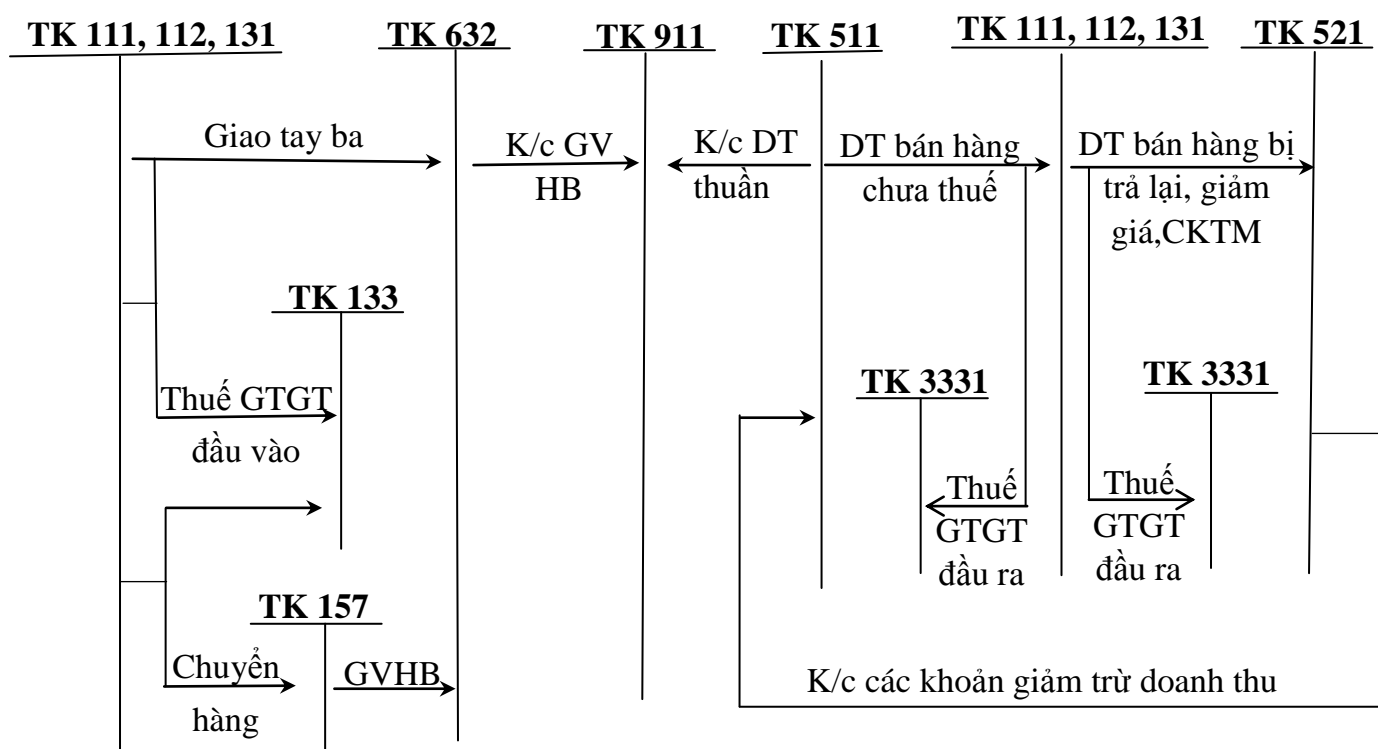 TK 111, 112, 131
TK 632
TK 911
TK 511
TK 111, 112, 131
TK 521
Giao tay ba
K/c GV
HB
K/c DT
thuần
DT bán hàng
chưa thuế
DT bán hàng bị
trả lại, giảm
giá,CKTM
TK 133
Thuế GTGT
đầu vào
TK 3331
TK 3331
Thuế
GTGT
đầu ra
Thuế
GTGT
đầu ra
TK 157
Chuyển
hàng
GVHB
K/c các khoản giảm trừ doanh thu